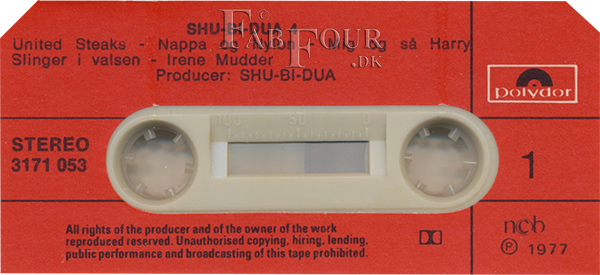 SHU-BI-DUA 4
United Steaks - Nappa og Nylon - Mig og så Harry
Slinger i valsen - Irene Mudder
Producer: SHU-BI-DUA
FAB FOUR
.DK
polydor
100 50 0
STEREO
3171 053
1
All rights of the producer and of the owner of the work
reproduced reserved. Unauthorised copying, hiring, lending,
public performance and broadcasting of this tape prohibited.
ncb
Ⓟ 1977